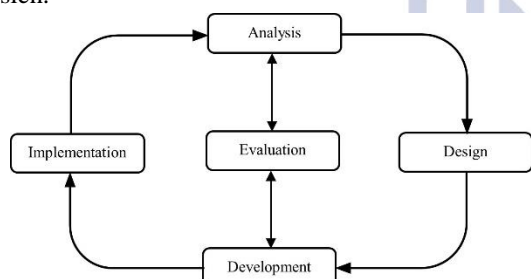 Analysis
Implementation
Evaluation
Design
Development